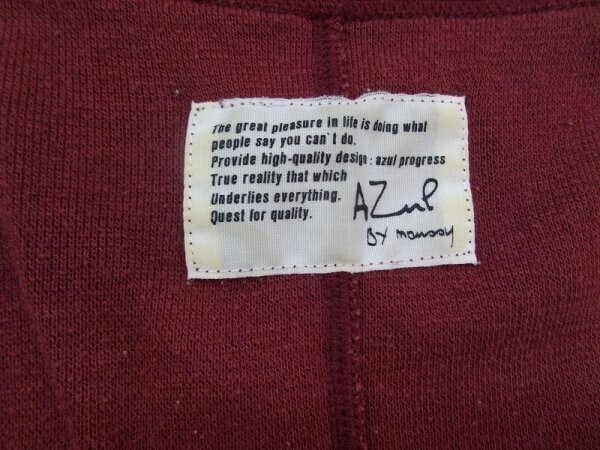 The great pleasure in life is doing what
people say you can't do.
Provide high-quality design : azul progress
True reality that which
Underlies everything.
Quest for quality.
AZul
BY moussy